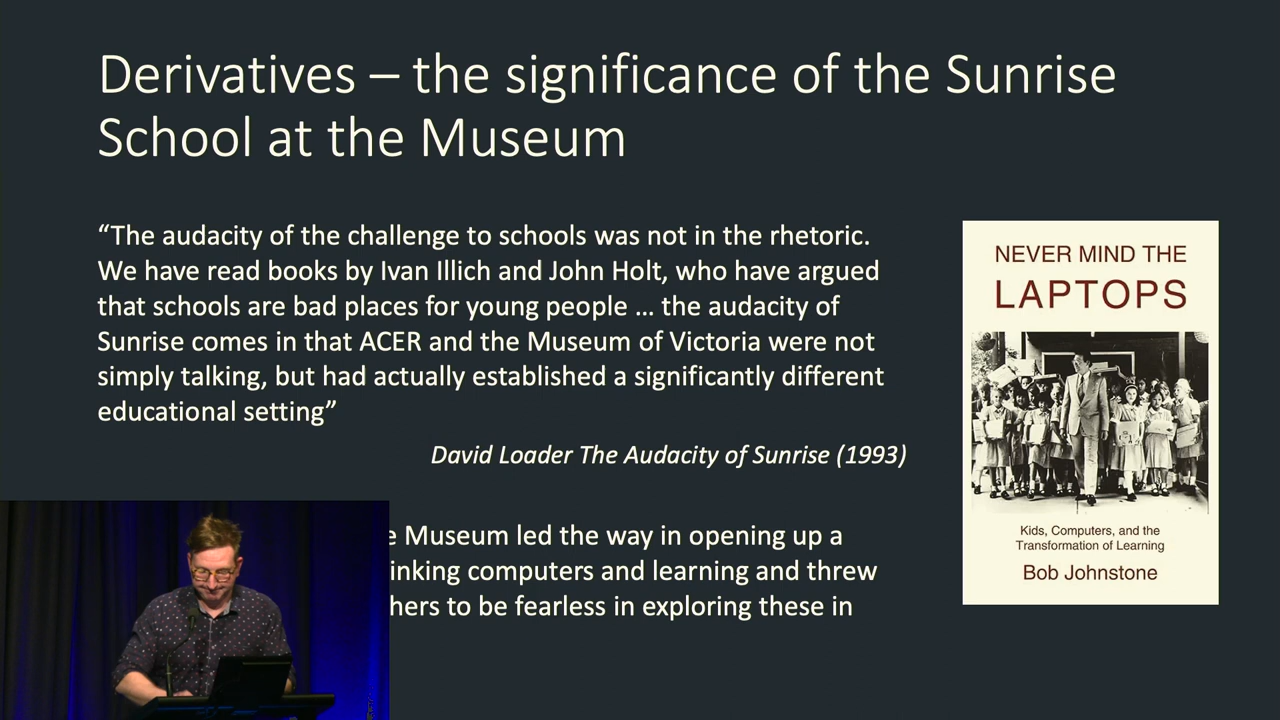 Derivatives – the significance of the Sunrise
School at the Museum
“The audacity of the challenge to schools was not in the rhetoric.
We have read books by Ivan Illich and John Holt, who have argued
that schools are bad places for young people … the audacity of
Sunrise comes in that ACER and the Museum of Victoria were not
simply talking, but had actually established a significantly different
educational setting”
David Loader The Audacity of Sunrise (1993)
Museum led the way in opening up a
computers and learning and threw
to be fearless in exploring these in
NEVER MIND THE
LAPTOPS
Kids, Computers, and the
Transformation of Learning
Bob Johnstone